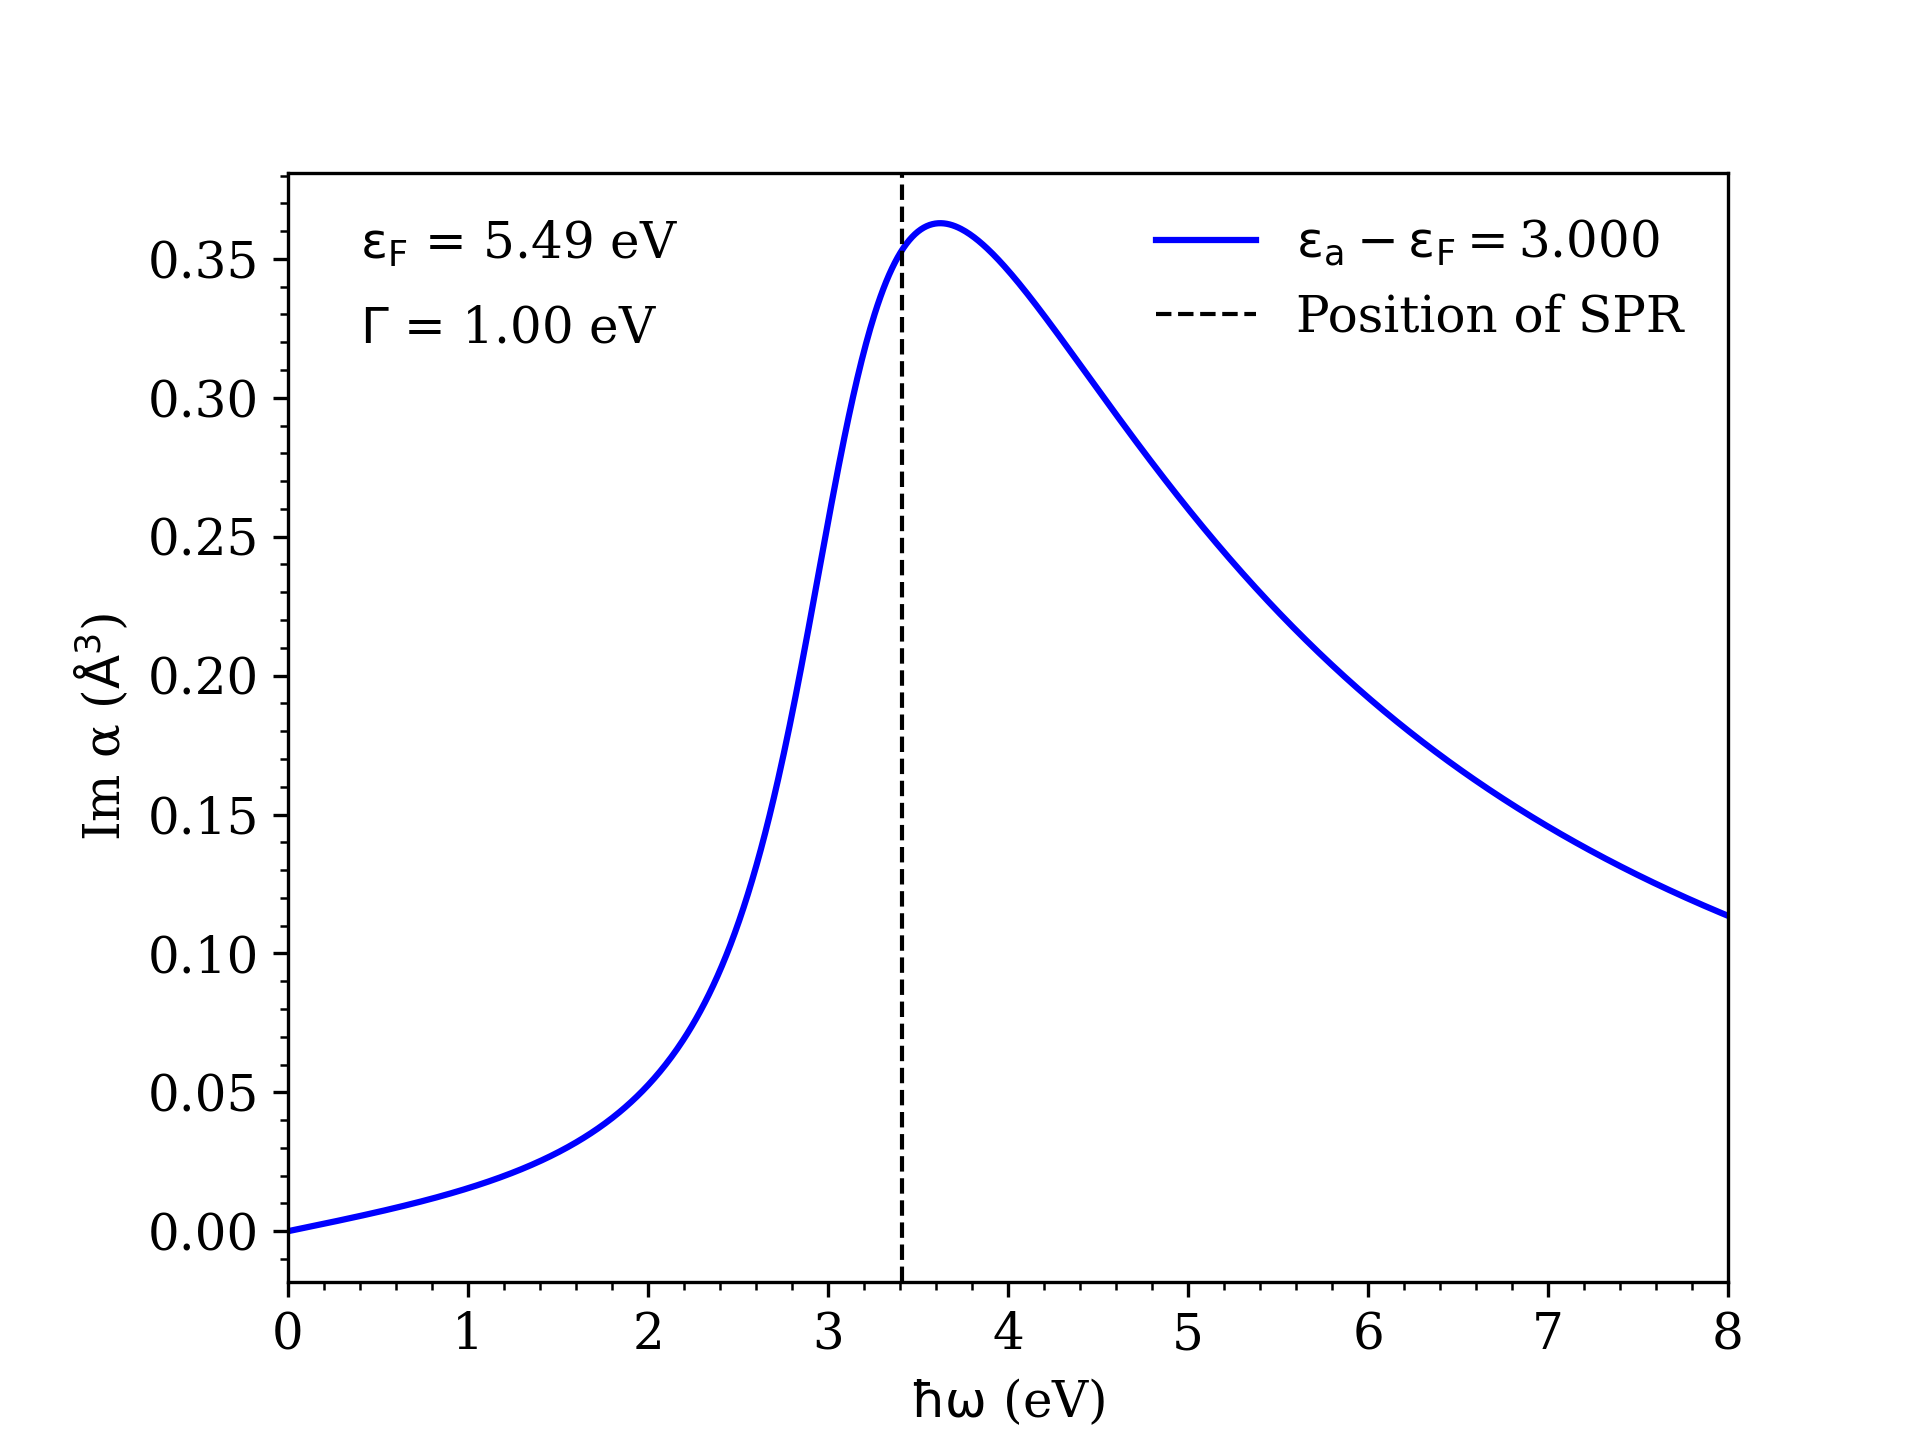 εF = 5.49 eV
Γ = 1.00 eV
εa − εF = 3.000
Position of SPR
0.35
0.30
0.25
0.20
0.15
0.10
0.05
0.00
Im α (Å³)
0 1 2 3 4 5 6 7 8
ħω (eV)